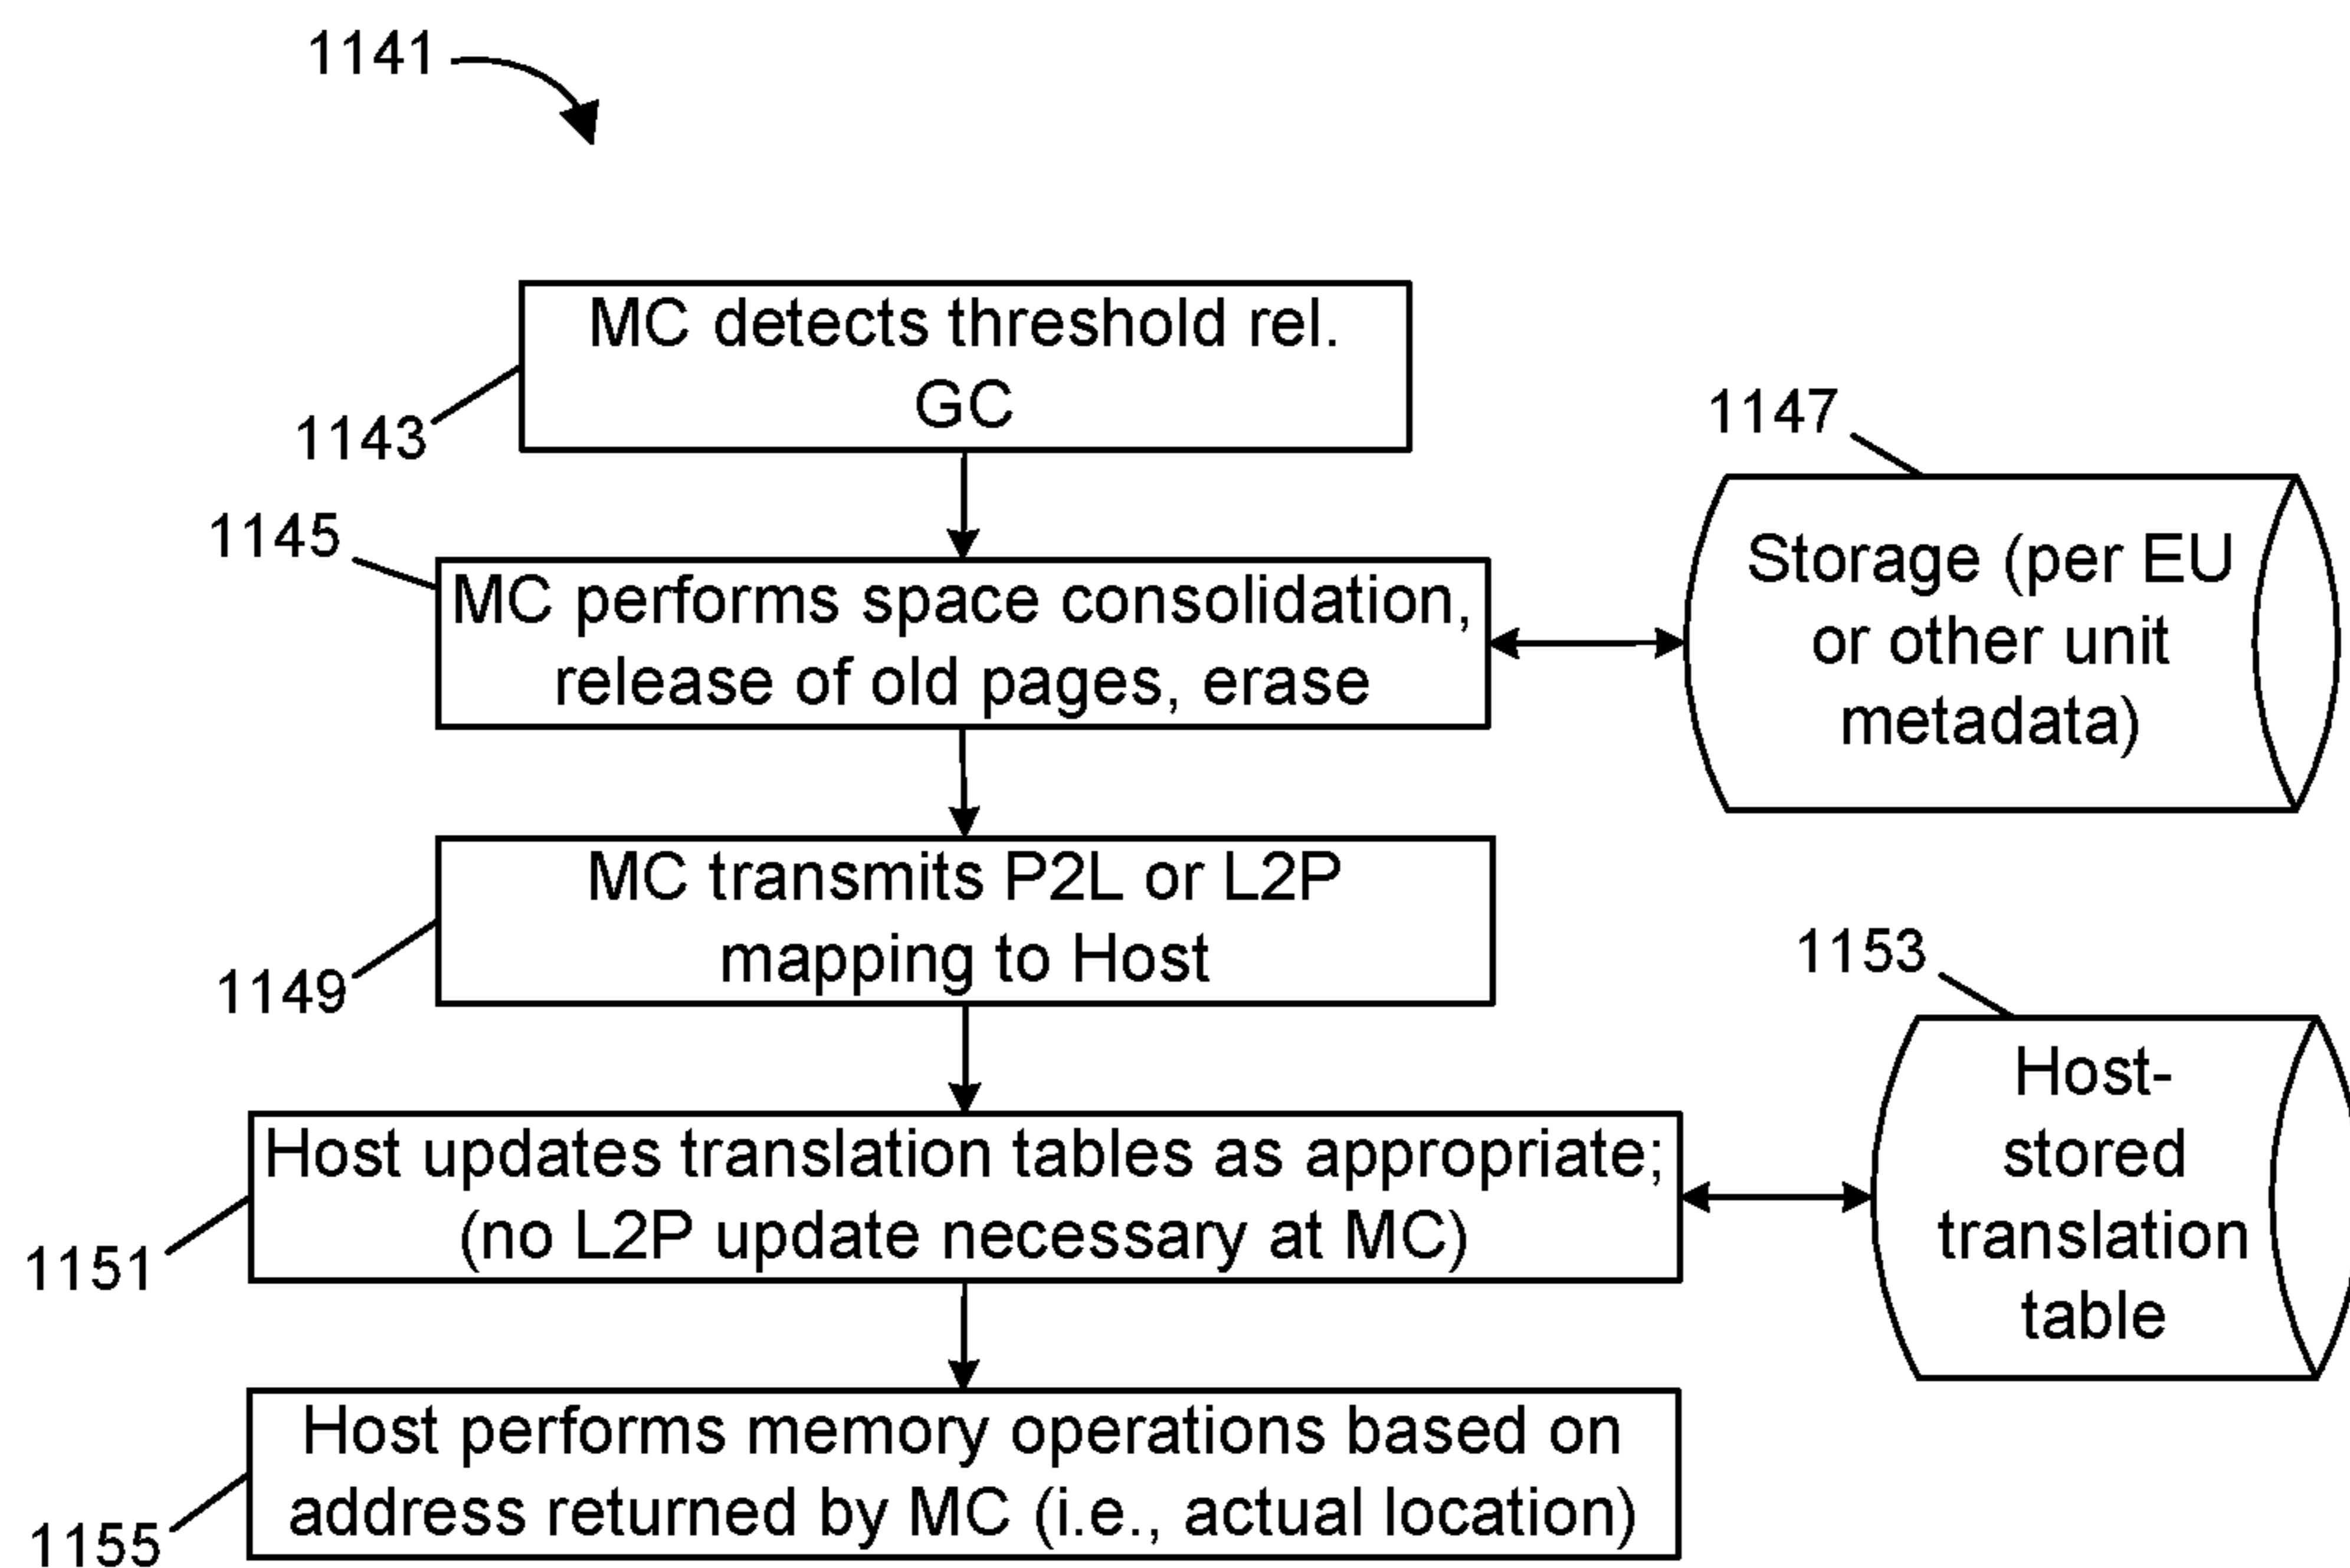 1141
MC detects threshold rel.
GC
1143
1147
1145
MC performs space consolidation,
release of old pages, erase
Storage (per EU
or other unit
metadata)
MC transmits P2L or L2P
mapping to Host
1149
1153
Host updates translation tables as appropriate;
(no L2P update necessary at MC)
1151
Host-
stored
translation
table
Host performs memory operations based on
address returned by MC (i.e., actual location)
1155